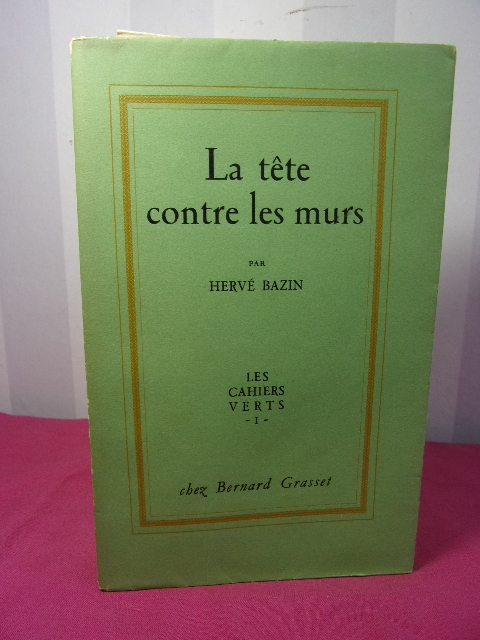 La tête
contre les murs
PAR
HERVÉ BAZIN
LES
CAHIERS
VERTS
- I -
chez Bernard Grasset